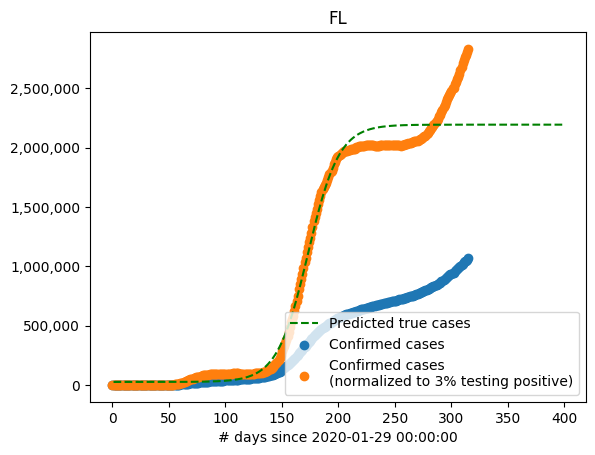 FL
2,500,000
2,000,000
1,500,000
1,000,000
500,000
0
Predicted true cases
Confirmed cases
Confirmed cases
(normalized to 3% testing positive)
0 50 100 150 200 250 300 350 400
# days since 2020-01-29 00:00:00